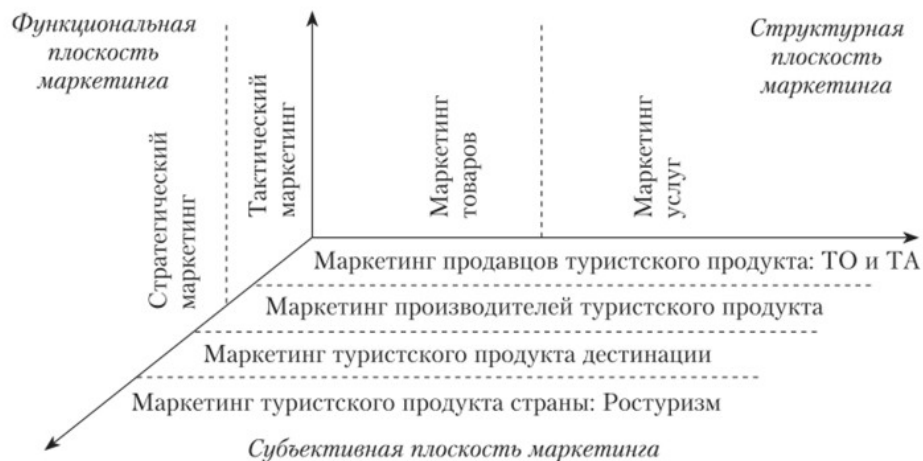 Функциональная
плоскость
маркетинга
Структурная
плоскость
маркетинга
Стратегический
маркетинг
Тактический
маркетинг
Маркетинг
товаров
Маркетинг
услуг
Маркетинг продавцов туристского продукта: ТО и ТА
Маркетинг производителей туристского продукта
Маркетинг туристского продукта дестинации
Маркетинг туристского продукта страны: Ростуризм
Субъективная плоскость маркетинга